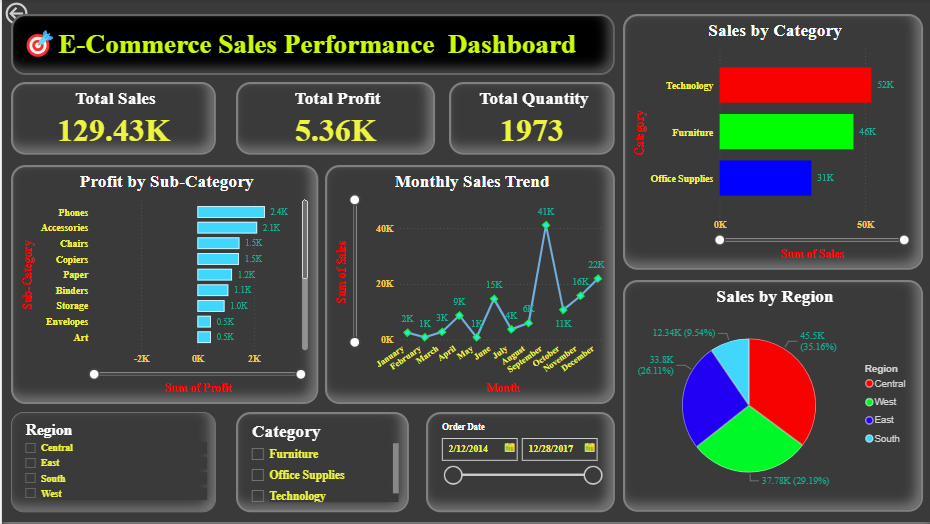 E-Commerce Sales Performance Dashboard
Total Sales
129.43K
Total Profit
5.36K
Total Quantity
1973
Profit by Sub-Category
Sub-Category
Phones 2.4K
Accessories 2.1K
Chairs 1.5K
Copiers 1.5K
Paper 1.2K
Binders 1.1K
Storage 1.0K
Envelopes 0.5K
Art 0.5K
-2K 0K 2K
Sum of Profit
Monthly Sales Trend
Sum of Sales
40K
20K
0K
2K 1K 3K 9K 1K 15K 4K 6K 41K 11K 16K 22K
January February March April May June July August September October November December
Month
Sales by Category
Category
Technology 52K
Furniture 46K
Office Supplies 31K
0K 50K
Sum of Sales
Sales by Region
12.34K (9.54%)
45.5K
(35.16%)
33.8K
(26.11%)
37.78K (29.19%)
Region
Central
West
East
South
Region
Central
East
South
West
Category
Furniture
Office Supplies
Technology
Order Date
2/12/2014 12/28/2017